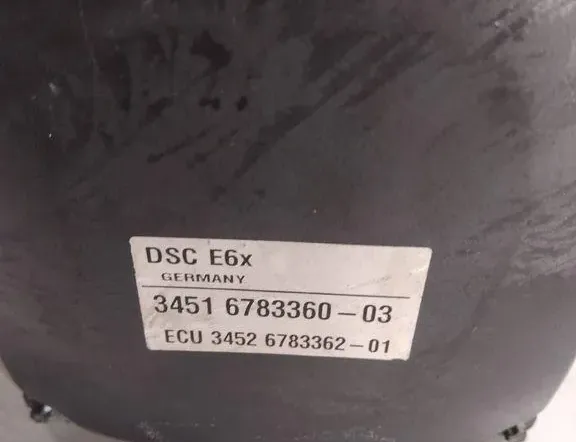 DSC E6x
GERMANY
3451 6783360-03
ECU 3452 6783362-01